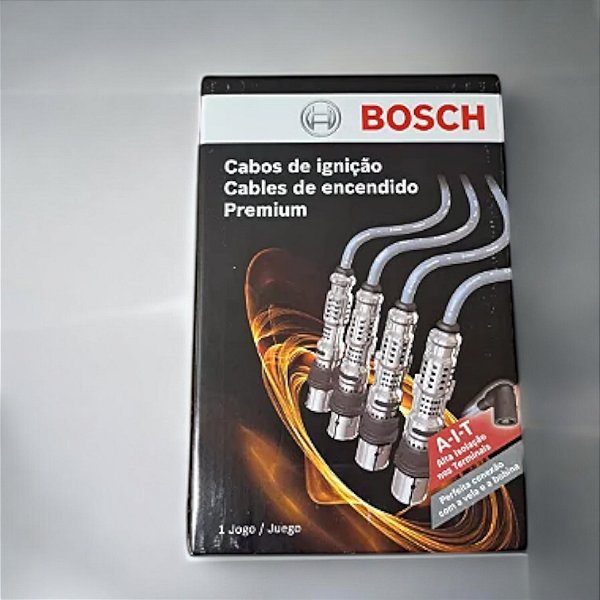 BOSCH
Cabos de ignição
Cables de encendido
Premium
A-I-T
Alta Isolação
nos Terminais
Perfeita conexão
com a vela e a bobina
1 Jogo / Juego